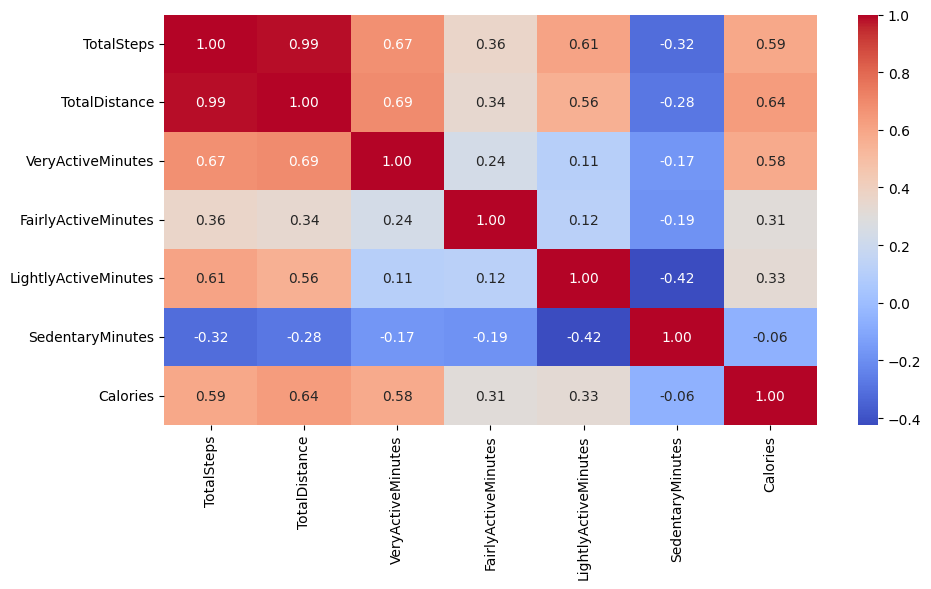 TotalSteps 1.00 0.99 0.67 0.36 0.61 -0.32 0.59
TotalDistance 0.99 1.00 0.69 0.34 0.56 -0.28 0.64
VeryActiveMinutes 0.67 0.69 1.00 0.24 0.11 -0.17 0.58
FairlyActiveMinutes 0.36 0.34 0.24 1.00 0.12 -0.19 0.31
LightlyActiveMinutes 0.61 0.56 0.11 0.12 1.00 -0.42 0.33
SedentaryMinutes -0.32 -0.28 -0.17 -0.19 -0.42 1.00 -0.06
Calories 0.59 0.64 0.58 0.31 0.33 -0.06 1.00
TotalSteps
TotalDistance
VeryActiveMinutes
FairlyActiveMinutes
LightlyActiveMinutes
SedentaryMinutes
Calories
1.0
0.8
0.6
0.4
0.2
0.0
−0.2
−0.4